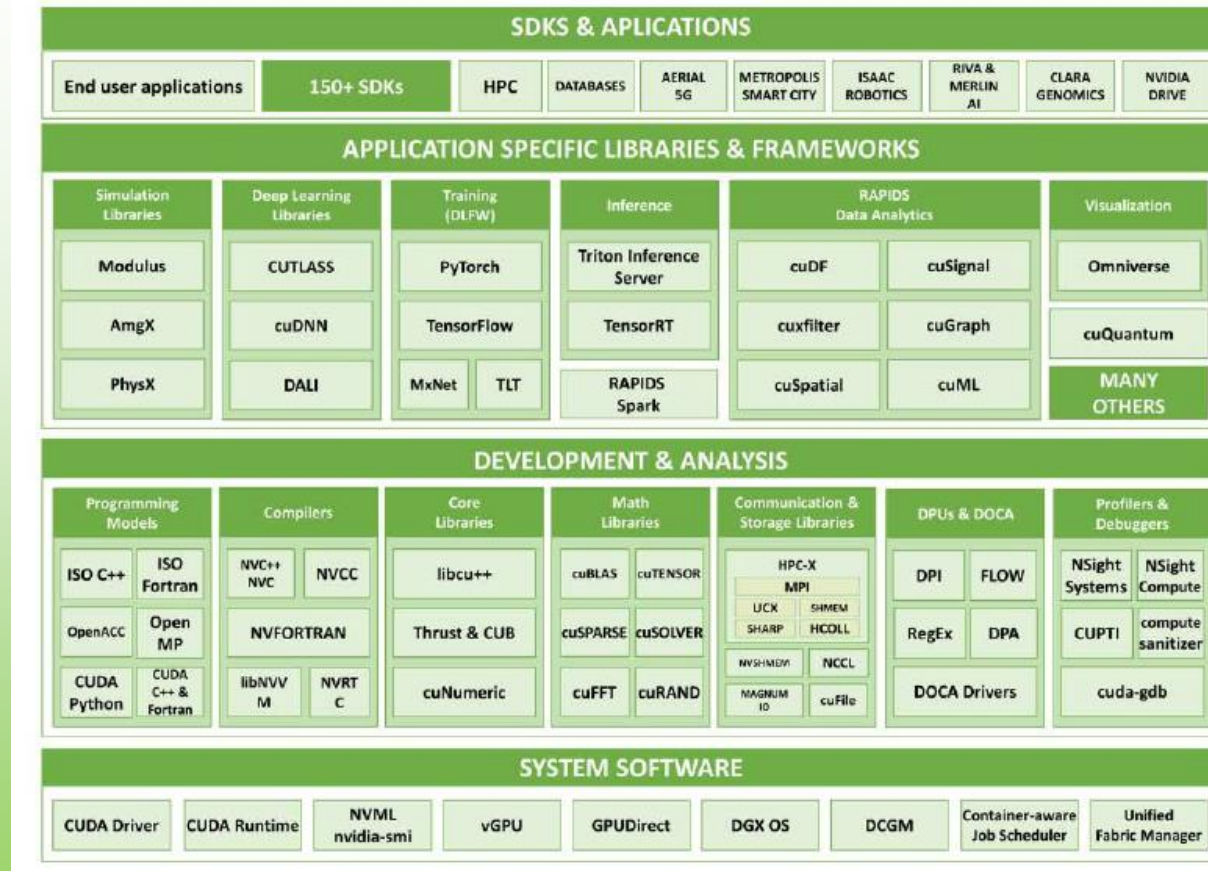 SDKS & APLICATIONS
End user applications
150+ SDKs
HPC
DATABASES
AERIAL
5G
METROPOLIS
SMART CITY
ISAAC
ROBOTICS
RIVA &
MERLIN
AI
CLARA
GENOMICS
NVIDIA
DRIVE
APPLICATION SPECIFIC LIBRARIES & FRAMEWORKS
Simulation
Libraries
Modulus
AmgX
PhysX
Deep Learning
Libraries
CUTLASS
cuDNN
DALI
Training
(DLFW)
PyTorch
TensorFlow
MxNet
TLT
Inference
Triton Inference
Server
TensorRT
RAPIDS
Spark
RAPIDS
Data Analytics
cuDF
cuSignal
cuxfilter
cuGraph
cuSpatial
cuML
Visualization
Omniverse
cuQuantum
MANY
OTHERS
DEVELOPMENT & ANALYSIS
Programming
Models
ISO C++
ISO
Fortran
OpenACC
Open
MP
CUDA
Python
CUDA
C++ &
Fortran
Compilers
NVC++
NVC
NVCC
NVFORTRAN
libNVV
M
NVRT
C
Core
Libraries
libcu++
Thrust & CUB
cuNumeric
Math
Libraries
cuBLAS
cuTENSOR
cuSPARSE
cuSOLVER
cuFFT
cuRAND
Communication &
Storage Libraries
HPC-X
MPI
UCX
SHMEM
SHARP
HCOLL
NVSHMEM
NCCL
MAGNUM
IO
cuFile
DPUs & DOCA
DPI
FLOW
RegEx
DPA
DOCA Drivers
Profilers &
Debuggers
NSight
Systems
NSight
Compute
CUPTI
compute
sanitizer
cuda-gdb
SYSTEM SOFTWARE
CUDA Driver
CUDA Runtime
NVML
nvidia-smi
vGPU
GPUDirect
DGX OS
DCGM
Container-aware
Job Scheduler
Unified
Fabric Manager